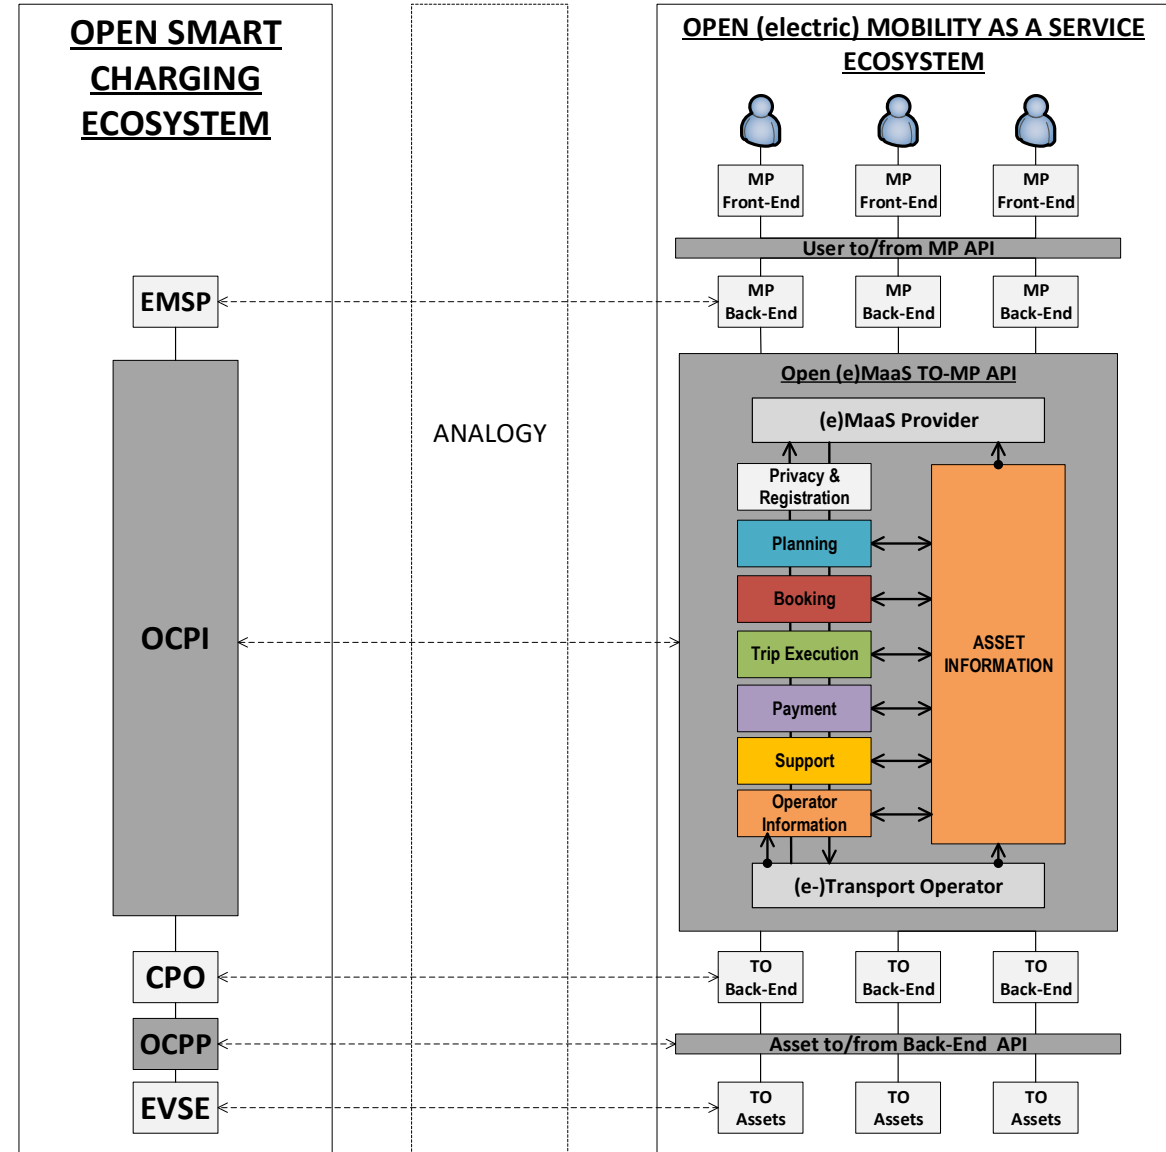 OPEN SMART
CHARGING
ECOSYSTEM
EMSP
OCPI
CPO
OCPP
EVSE
ANALOGY
OPEN (electric) MOBILITY AS A SERVICE
ECOSYSTEM
MP
Front-End
MP
Front-End
MP
Front-End
User to/from MP API
MP
Back-End
MP
Back-End
MP
Back-End
Open (e)MaaS TO-MP API
(e)MaaS Provider
Privacy &
Registration
Planning
Booking
Trip Execution
Payment
Support
Operator
Information
ASSET
INFORMATION
(e-)Transport Operator
TO
Back-End
TO
Back-End
TO
Back-End
Asset to/from Back-End API
TO
Assets
TO
Assets
TO
Assets